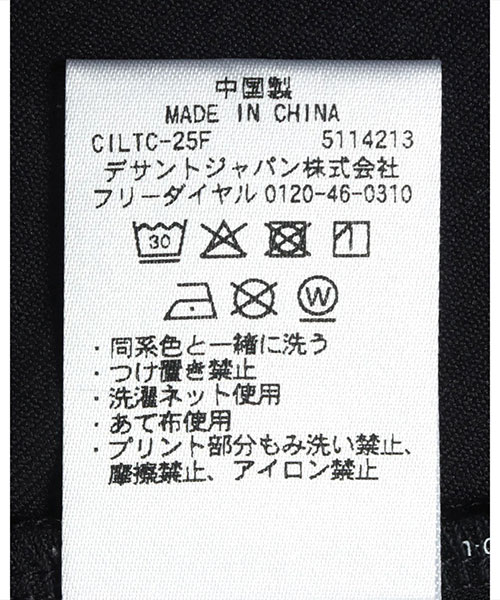 中国製
MADE IN CHINA
CILTC-25F 5114213
デサントジャパン株式会社
フリーダイヤル 0120-46-0310
30
W
・同系色と一緒に洗う
・つけ置き禁止
・洗濯ネット使用
・あて布使用
・プリント部分もみ洗い禁止、
摩擦禁止、アイロン禁止